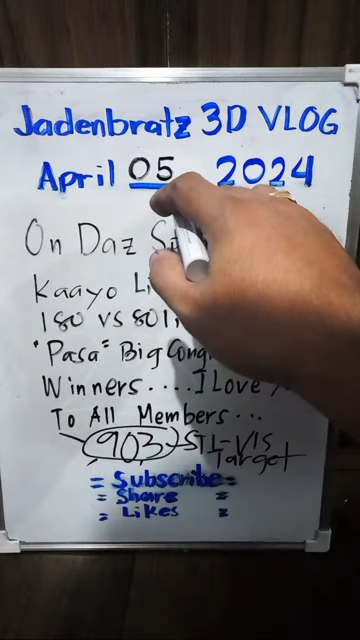 Jadenbratz 3D VLOG
April 05 2024
On Daz
Kaayo
180 VS 801
"Pasa" Big
Winners....I Love
To All Members...
903 STL-VIS
Target
= Subscribe =
= Share =
= Likes =